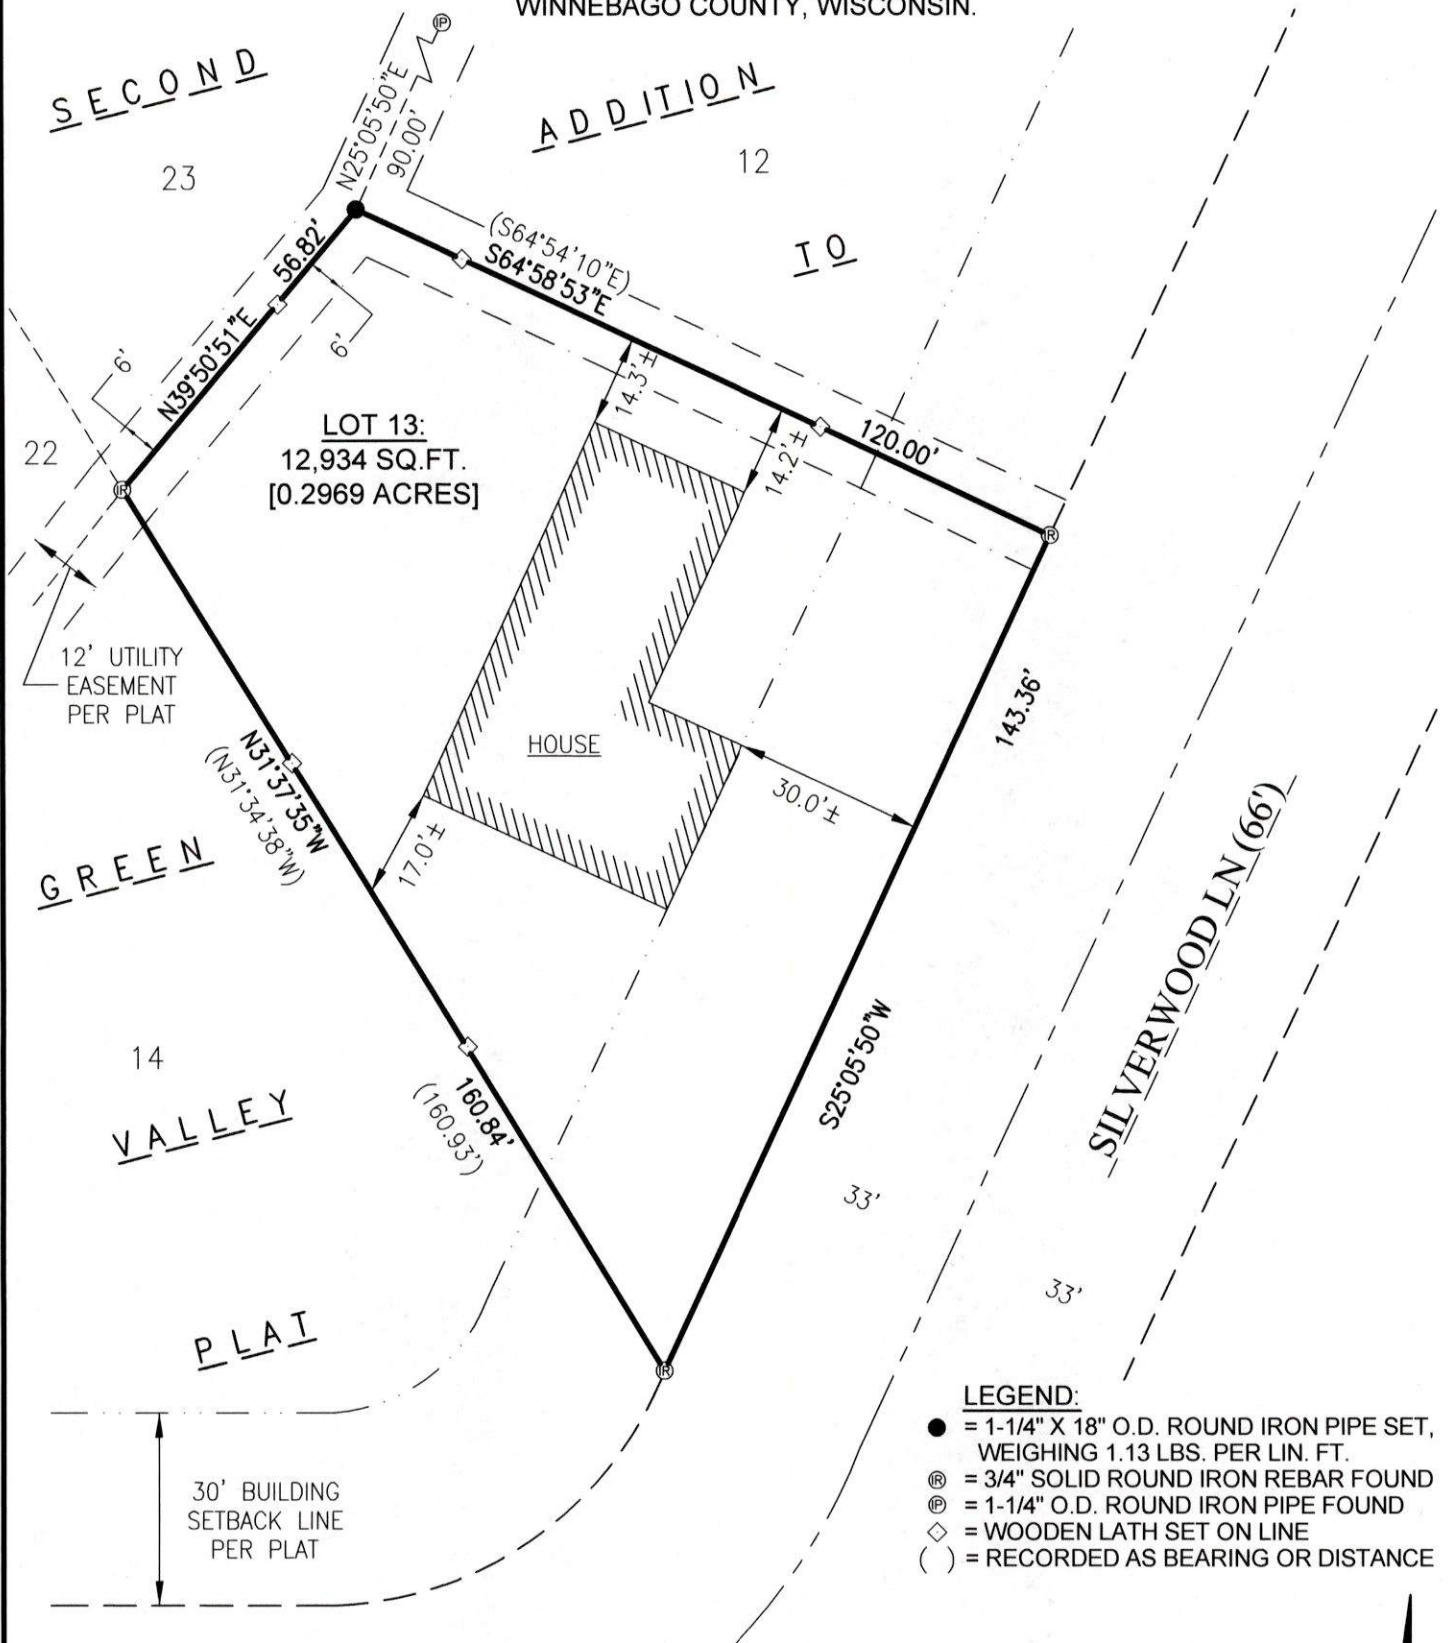 WINNEBAGO COUNTY, WISCONSIN.
SECOND
ADDITION
TO
GREEN
VALLEY
PLAT
23
12
22
14
N25°05'50"E
90.00'
56.82'
N39°50'51"E
6'
6'
(S64°54'10"E)
S64°58'53"E
120.00'
14.3'±
14.2'±
LOT 13:
12,934 SQ.FT.
[0.2969 ACRES]
12' UTILITY
EASEMENT
PER PLAT
HOUSE
30.0'±
17.0'±
143.36'
S25°05'50"W
N31°37'35"W
(N31°34'38"W)
160.84'
(160.93')
SILVERWOOD LN (66')
33'
33'
30' BUILDING
SETBACK LINE
PER PLAT
IP
IR
R
IR
LEGEND:
= 1-1/4" X 18" O.D. ROUND IRON PIPE SET,
WEIGHING 1.13 LBS. PER LIN. FT.
IR = 3/4" SOLID ROUND IRON REBAR FOUND
IP = 1-1/4" O.D. ROUND IRON PIPE FOUND
= WOODEN LATH SET ON LINE
( ) = RECORDED AS BEARING OR DISTANCE